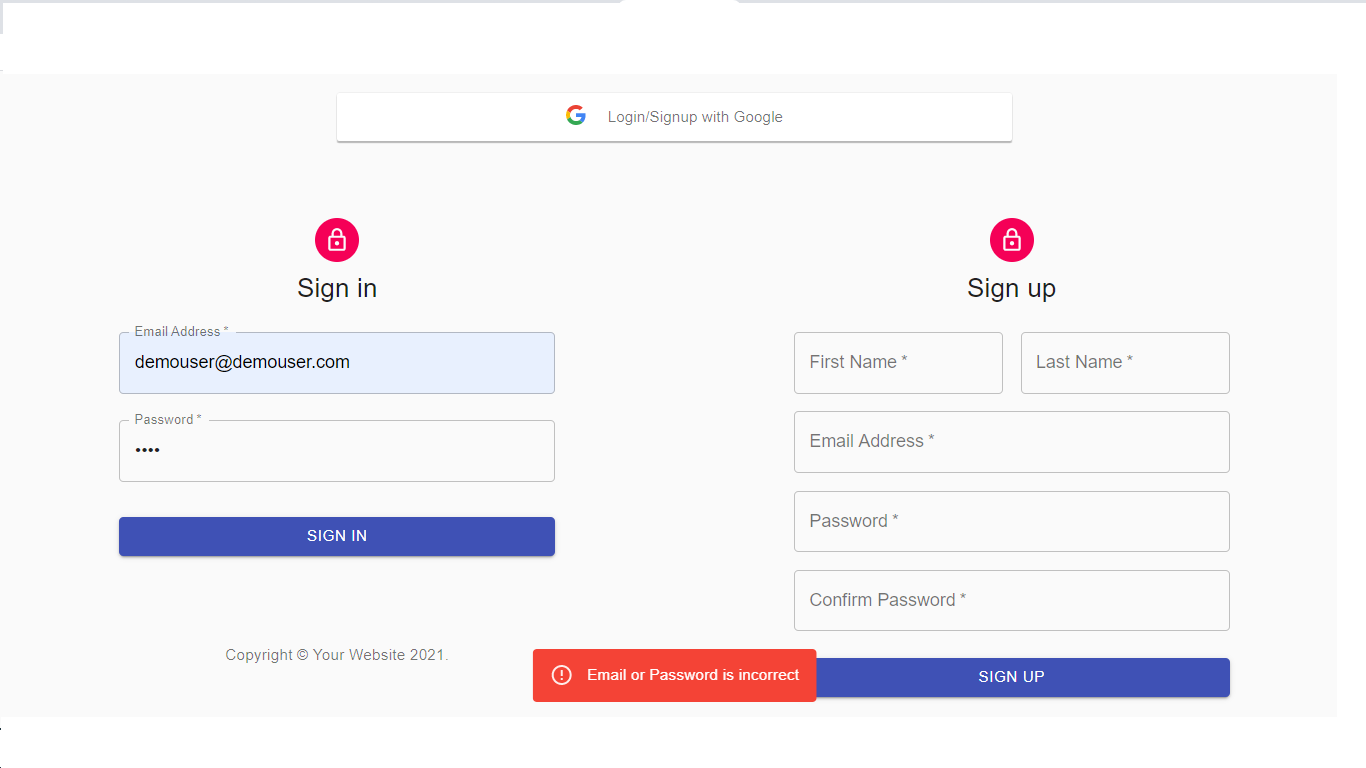 Login/Signup with Google
Sign in
Email Address *
demouser@demouser.com
Password *
••••
SIGN IN
Copyright © Your Website 2021.
Sign up
First Name *
Last Name *
Email Address *
Password *
Confirm Password *
SIGN UP
Email or Password is incorrect